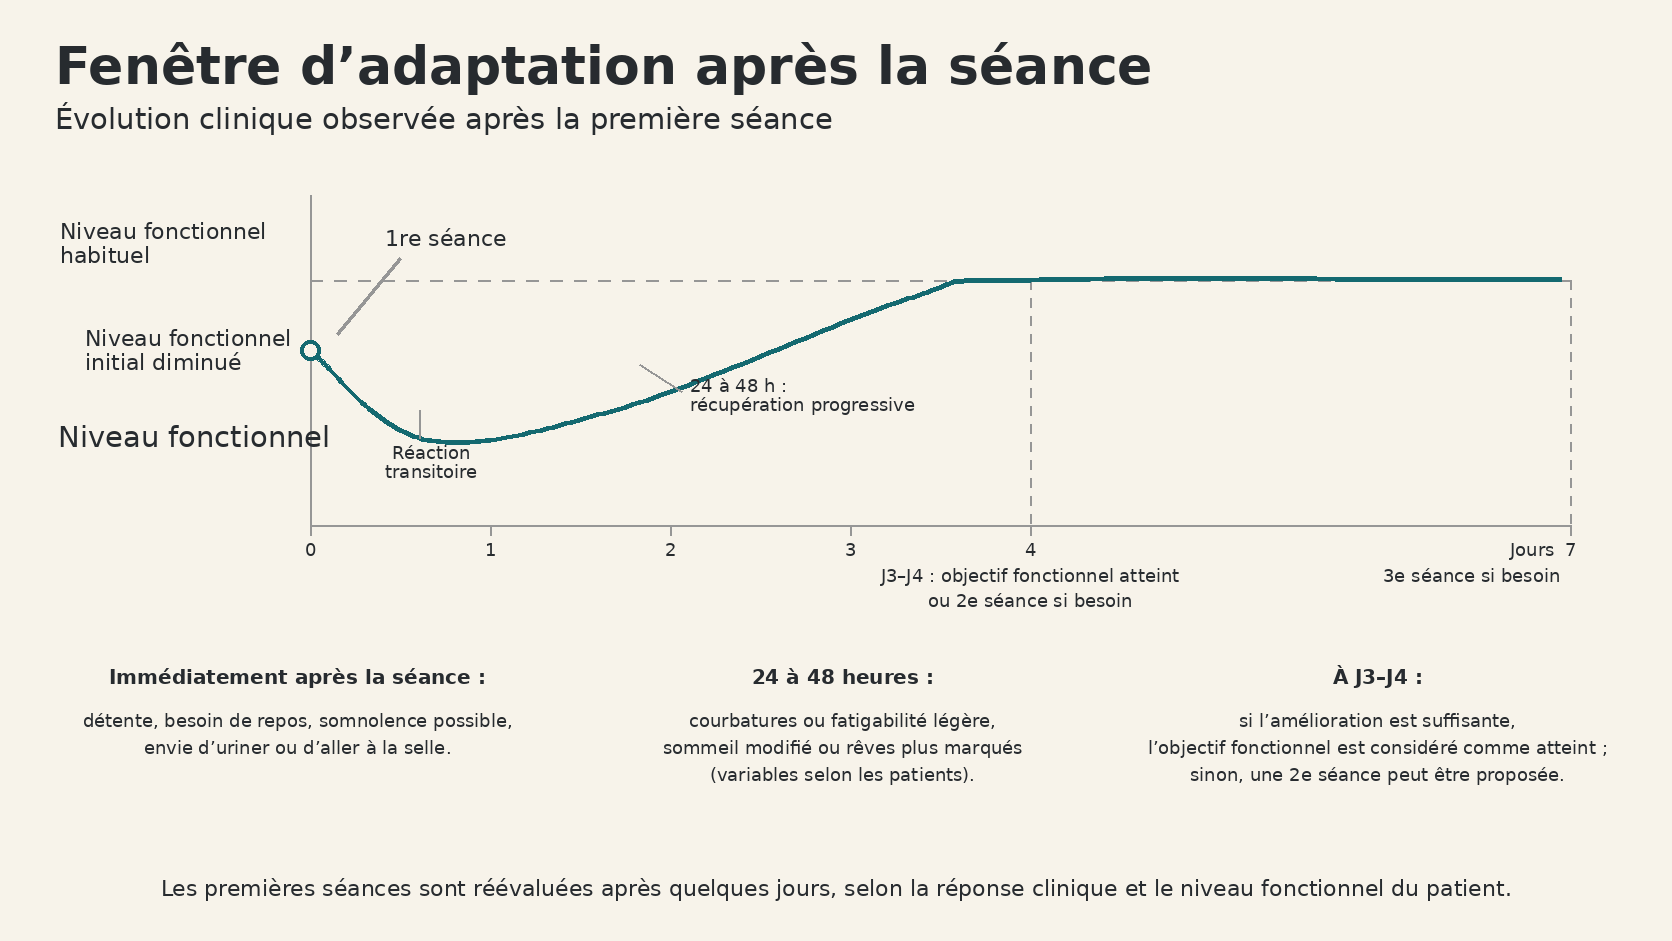 Fenêtre d’adaptation après la séance
Évolution clinique observée après la première séance
Niveau fonctionnel
habituel
1re séance
Niveau fonctionnel
initial diminué
Niveau fonctionnel
24 à 48 h :
récupération progressive
Réaction
transitoire
0
1
2
3
4
Jours 7
J3–J4 : objectif fonctionnel atteint
ou 2e séance si besoin
3e séance si besoin
Immédiatement après la séance :
détente, besoin de repos, somnolence possible,
envie d’uriner ou d’aller à la selle.
24 à 48 heures :
courbatures ou fatigabilité légère,
sommeil modifié ou rêves plus marqués
(variables selon les patients).
À J3–J4 :
si l’amélioration est suffisante,
l’objectif fonctionnel est considéré comme atteint ;
sinon, une 2e séance peut être proposée.
Les premières séances sont réévaluées après quelques jours, selon la réponse clinique et le niveau fonctionnel du patient.